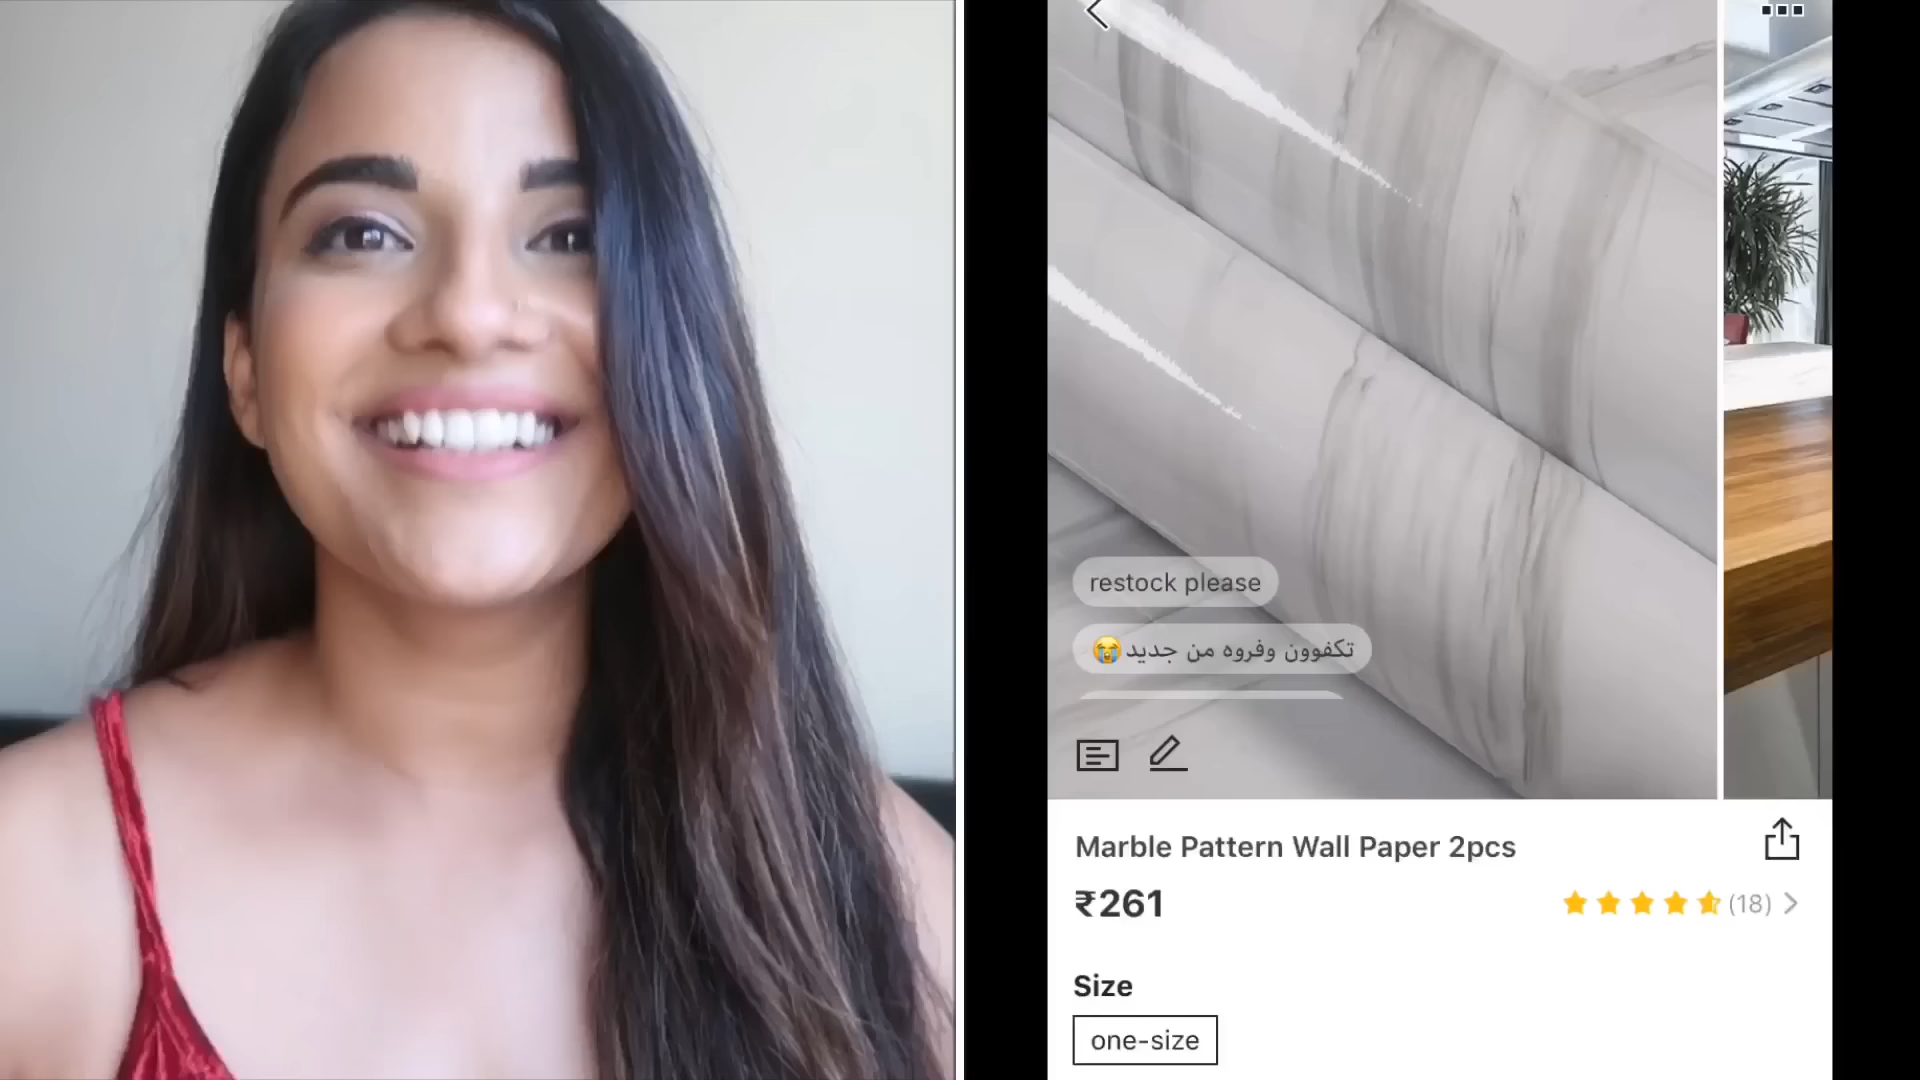 restock please
تكفوون وفروه من جديد😭
Marble Pattern Wall Paper 2pcs
₹261
(18)
Size
one-size